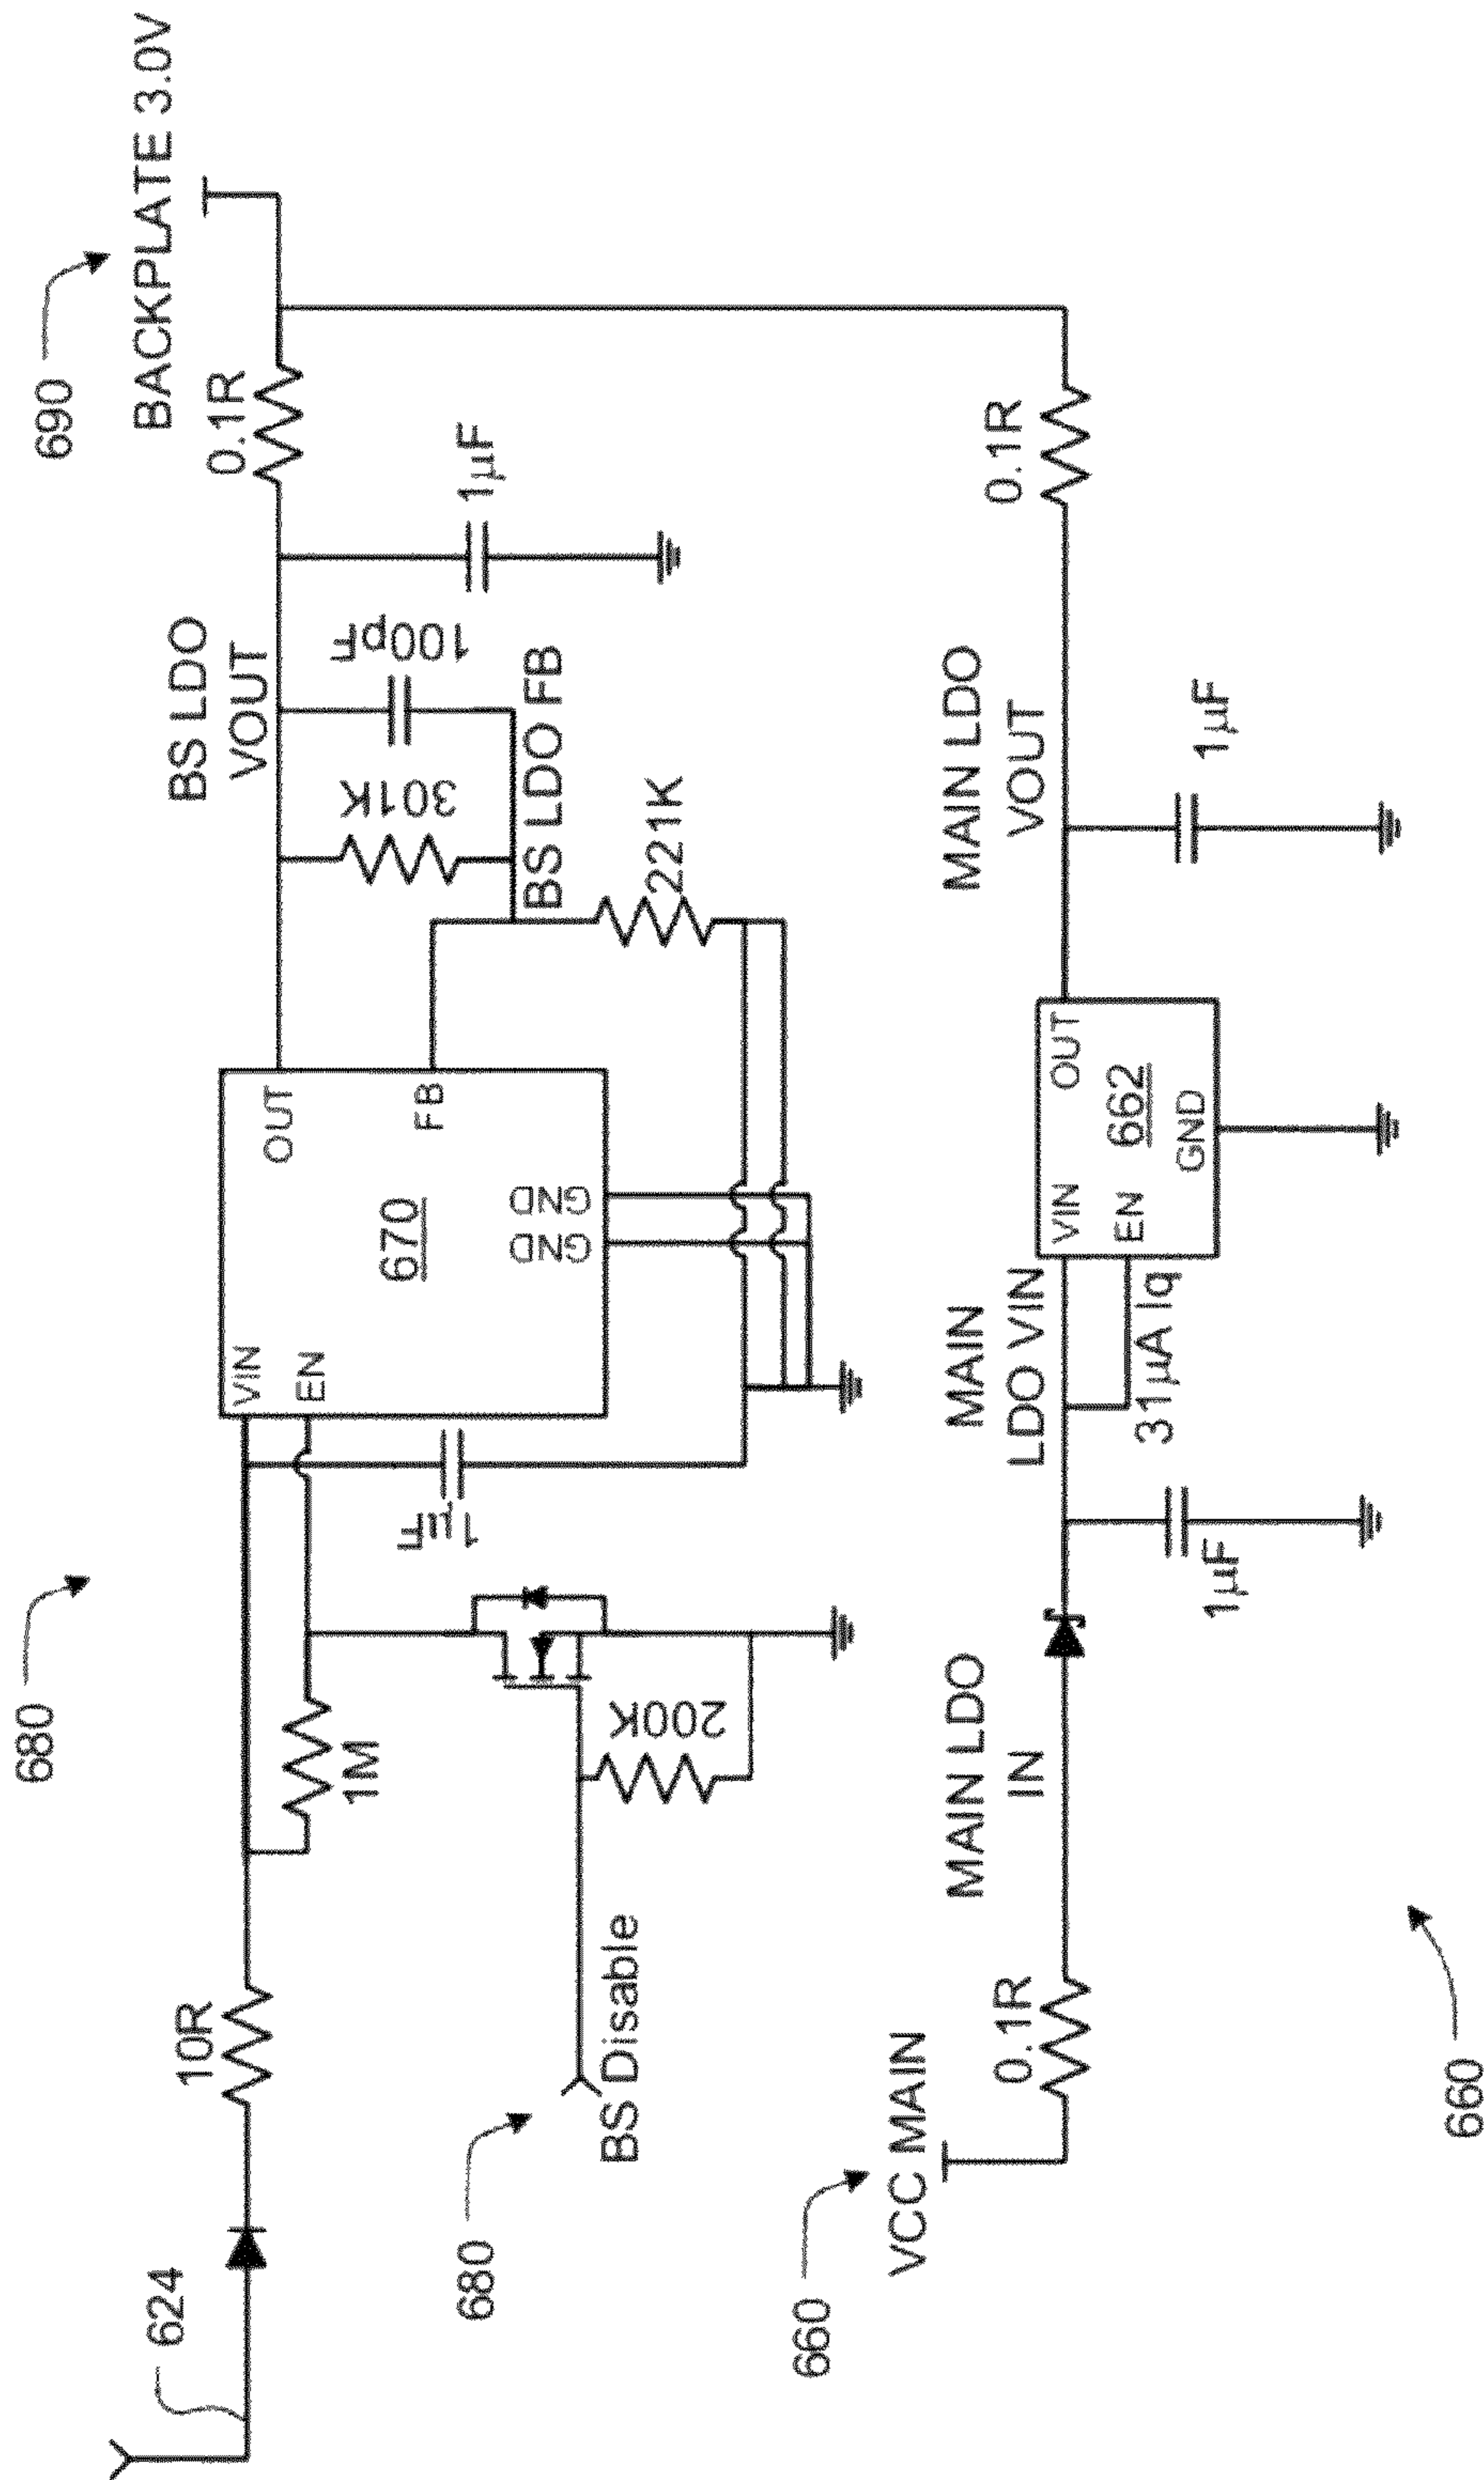 690
BACKPLATE 3.0V
680
BS LDO
VOUT
0.1R
624
10R
1M
VIN
EN
670
OUT
FB
GND
GND
301K
100pF
1µF
BS LDO FB
221K
1µF
200K
680
BS Disable
660
VCC MAIN
0.1R
MAIN LDO
IN
MAIN
LDO VIN
1µF
31µA Iq
VIN
EN
662
OUT
GND
MAIN LDO
VOUT
1µF
0.1R
660